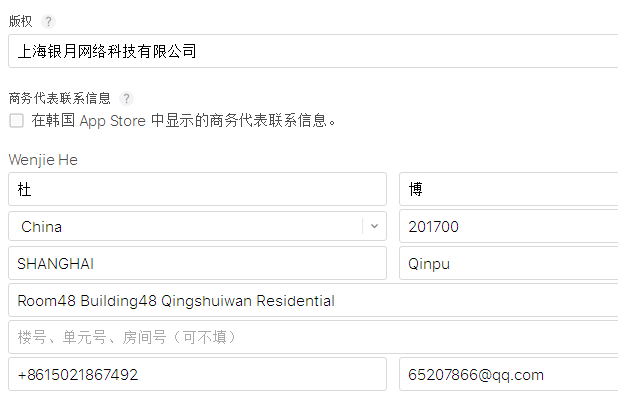 版权 ?
上海银月网络科技有限公司
商务代表联系信息 ?
在韩国 App Store 中显示的商务代表联系信息。
Wenjie He
杜 博
China 201700
SHANGHAI Qinpu
Room48 Building48 Qingshuiwan Residential
楼号、单元号、房间号（可不填）
+8615021867492 65207866@qq.com